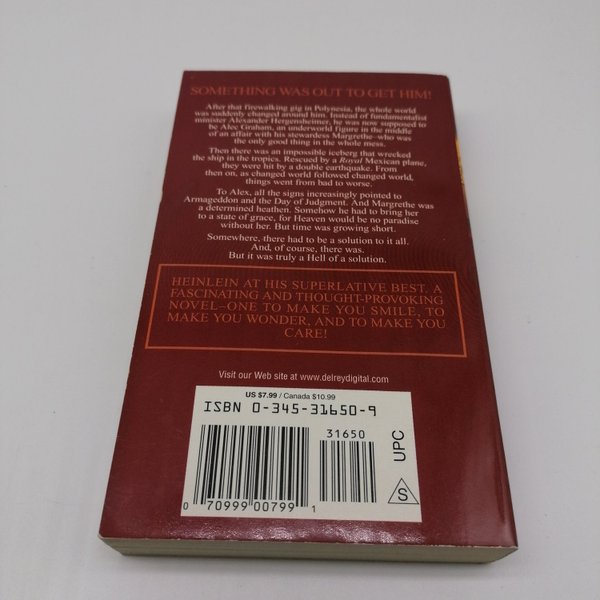 SOMETHING WAS OUT TO GET HIM!
After that firewalking gig in Polynesia, the whole world
was suddenly changed around him. Instead of fundamentalist
minister Alexander Hergensheimer, he was now supposed to
be Alec Graham, an underworld figure in the middle
of an affair with his stewardess Margrethe–who was
the only good thing in the whole mess.
Then there was an impossible iceberg that wrecked
the ship in the tropics. Rescued by a Royal Mexican plane,
they were hit by a double earthquake. From
then on, as changed world followed changed world,
things went from bad to worse.
To Alex, all the signs increasingly pointed to
Armageddon and the Day of Judgment. And Margrethe was
a determined heathen. Somehow he had to bring her
to a state of grace, for Heaven would be no paradise
without her. But time was growing short.
Somewhere, there had to be a solution to it all.
And, of course, there was.
But it was truly a Hell of a solution.
HEINLEIN AT HIS SUPERLATIVE BEST. A
FASCINATING AND THOUGHT-PROVOKING
NOVEL–ONE TO MAKE YOU SMILE, TO
MAKE YOU WONDER, AND TO MAKE YOU
CARE!
Visit our Web site at www.delreydigital.com
US $7.99 / Canada $10.99
ISBN 0-345-31650-9
31650
UPC
S
0 70999 00799 1